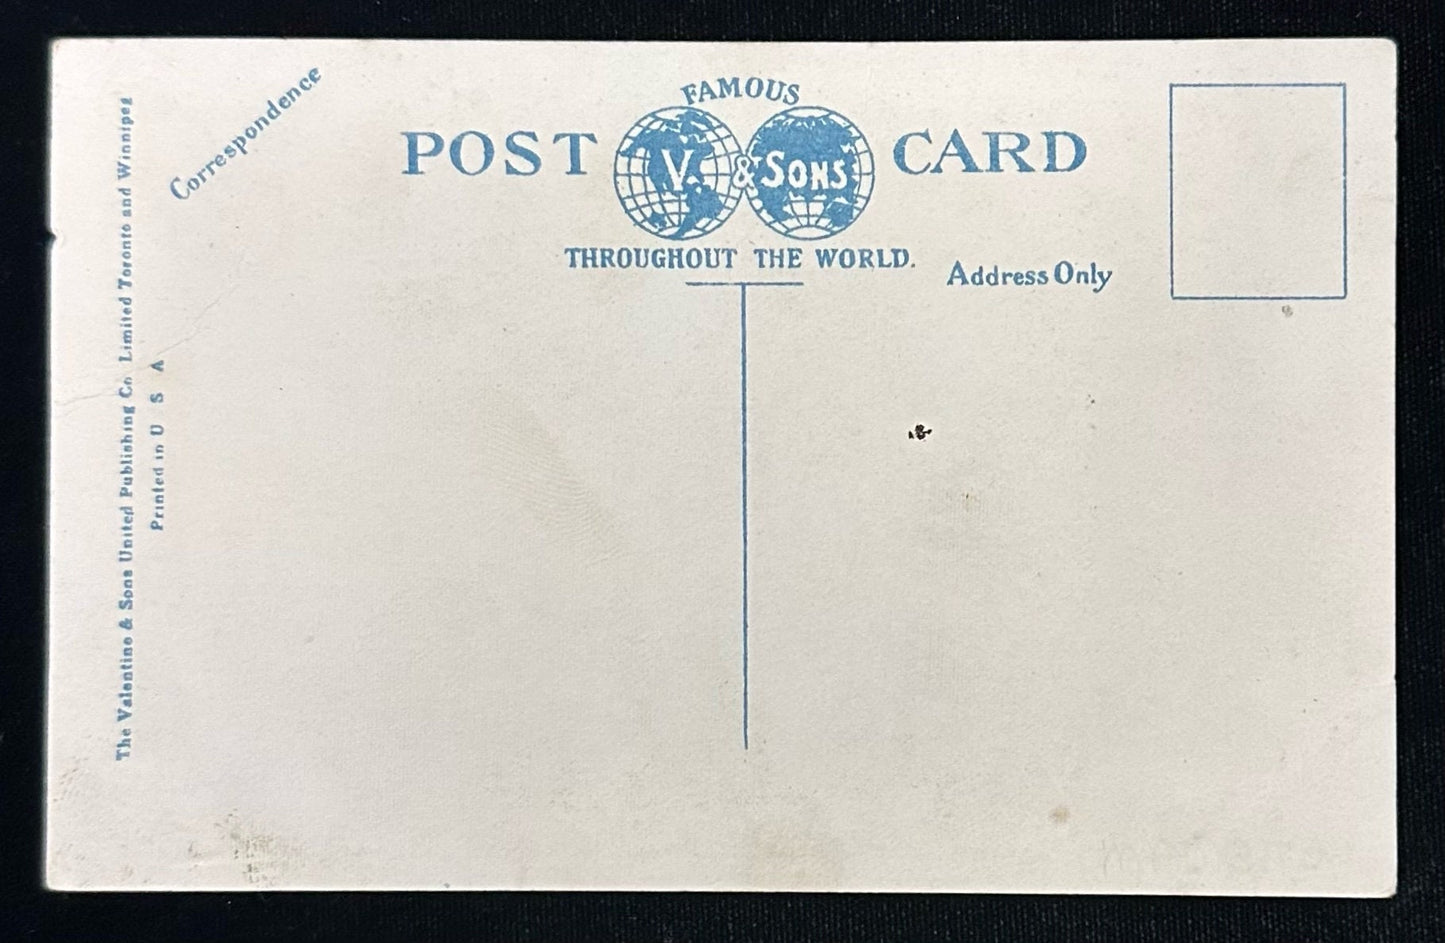 FAMOUS
POST V. & SONS CARD
THROUGHOUT THE WORLD.
Correspondence
Address Only
The Valentine & Sons United Publishing Co. Limited Toronto and Winnipeg
Printed in U S A